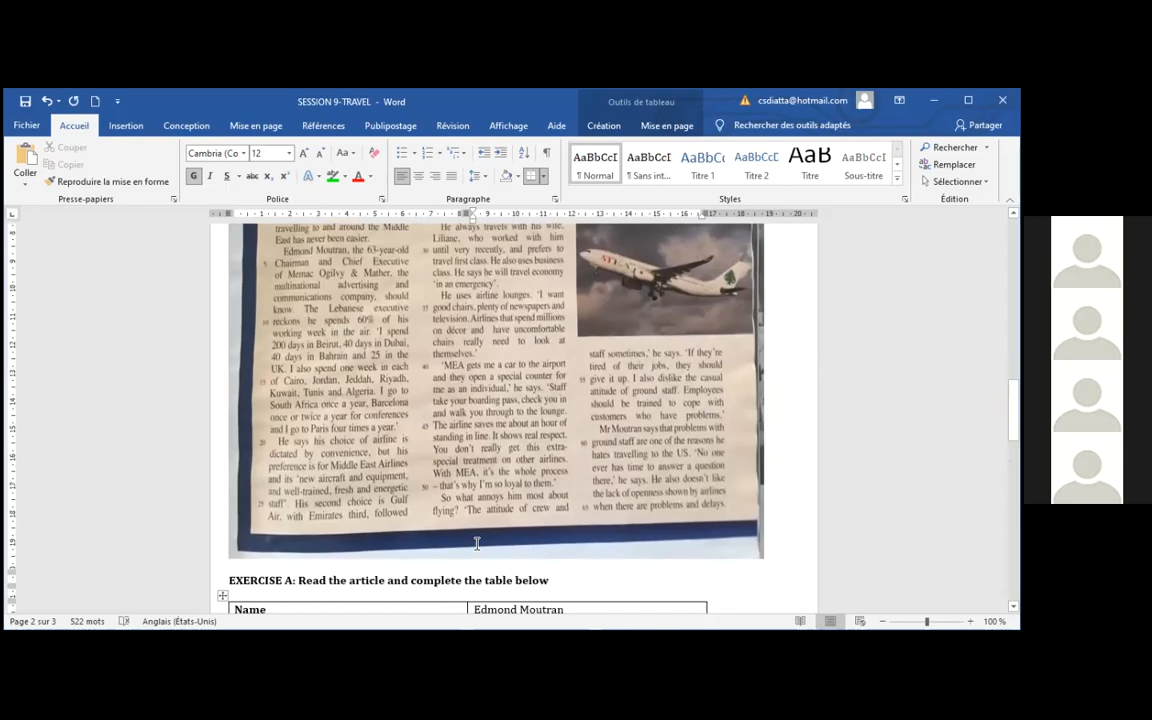 SESSION 9-TRAVEL - Word
Outils de tableau
csdiatta@hotmail.com
Fichier
Accueil
Insertion
Conception
Mise en page
Références
Publipostage
Révision
Affichage
Aide
Création
Mise en page
Rechercher des outils adaptés
Partager
Coller
Couper
Copier
Reproduire la mise en forme
Presse-papiers
Cambria (Co
12
Police
Paragraphe
AaBbCcI
¶ Normal
AaBbCcI
¶ Sans int...
AaBbCc
Titre 1
AaBbCcE
Titre 2
AaB
Titre
AaBbCcI
Sous-titre
Styles
Rechercher
Remplacer
Sélectionner
Édition
travelling to and around the Middle
East has never been easier.
Edmond Moutran, the 63-year-old
5 Chairman and Chief Executive
of Memac Ogilvy & Mather, the
multinational advertising and
communications company, should
know. The Lebanese executive
10 reckons he spends 60% of his
working week in the air. 'I spend
200 days in Beirut, 40 days in Dubai,
40 days in Bahrain and 25 in the
UK. I also spend one week in each
15 of Cairo, Jordan, Jeddah, Riyadh,
Kuwait, Tunis and Algeria. I go to
South Africa once a year, Barcelona
once or twice a year for conferences
and I go to Paris four times a year.'
20 He says his choice of airline is
dictated by convenience, but his
preference is for Middle East Airlines
and its 'new aircraft and equipment,
and well-trained, fresh and energetic
25 staff'. His second choice is Gulf
Air, with Emirates third, followed
He always travels with his wife,
Liliane, who worked with him
30 until very recently, and prefers to
travel first class. He also uses business
class. He says he will travel economy
'in an emergency'.
He uses airline lounges. 'I want
35 good chairs, plenty of newspapers and
television. Airlines that spend millions
on décor and have uncomfortable
chairs really need to look at
themselves.'
40 'MEA gets me a car to the airport
and they open a special counter for
me as an individual,' he says. 'Staff
take your boarding pass, check you in
and walk you through to the lounge.
45 The airline saves me about an hour of
standing in line. It shows real respect.
You don't really get this extra-
special treatment on other airlines.
With MEA, it's the whole process
50 – that's why I'm so loyal to them.'
So what annoys him most about
flying? 'The attitude of crew and
staff sometimes,' he says. 'If they're
tired of their jobs, they should
55 give it up. I also dislike the casual
attitude of ground staff. Employees
should be trained to cope with
customers who have problems.'
Mr Moutran says that problems with
60 ground staff are one of the reasons he
hates travelling to the US. 'No one
ever has time to answer a question
there,' he says. He also doesn't like
the lack of openness shown by airlines
65 when there are problems and delays.
EXERCISE A: Read the article and complete the table below
Name
Edmond Moutran
Page 2 sur 3
522 mots
Anglais (États-Unis)
100 %